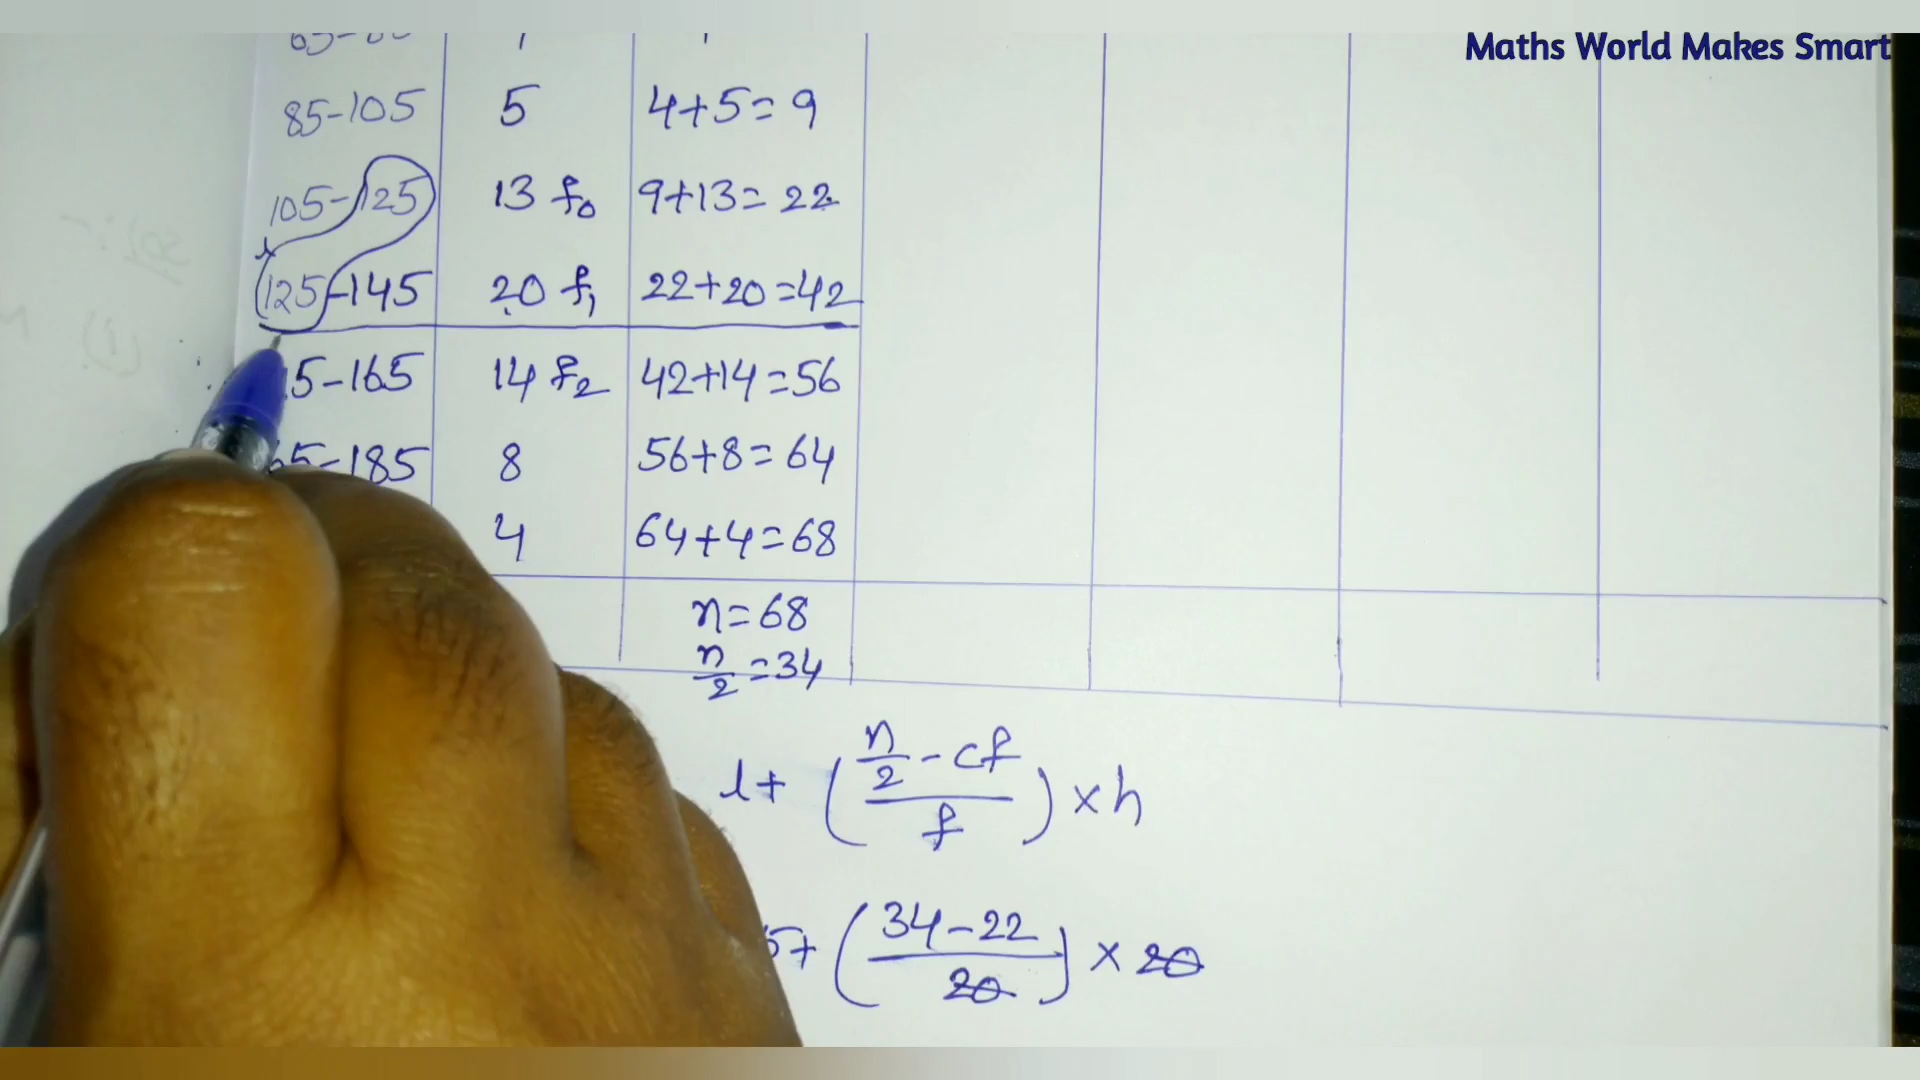 Maths World Makes Smart
85-105 5 4+5=9
105-125 13 f₀ 9+13=22
l
125-145 20 f₁ 22+20=42
5-165 14 f₂ 42+14=56
65-185 8 56+8=64
4 64+4=68
n=68
n/2=34
l+ (n/2-cf / f) ×h
5+ (34-22 / 20) ×20